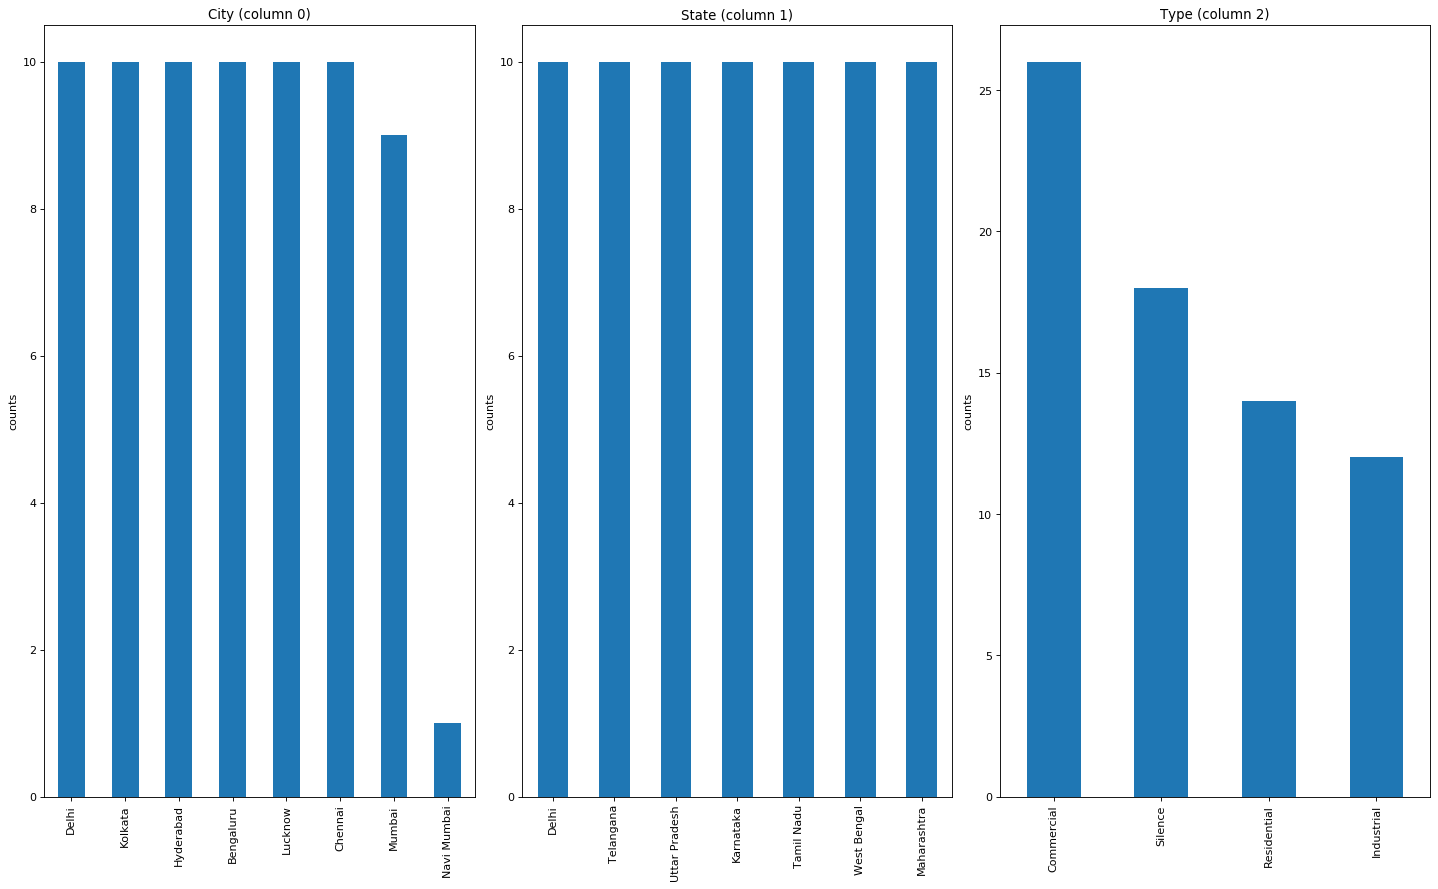 City (column 0)
counts
10
8
6
4
2
0
Delhi
Kolkata
Hyderabad
Bengaluru
Lucknow
Chennai
Mumbai
Navi Mumbai
State (column 1)
counts
10
8
6
4
2
0
Delhi
Telangana
Uttar Pradesh
Karnataka
Tamil Nadu
West Bengal
Maharashtra
Type (column 2)
counts
25
20
15
10
5
0
Commercial
Silence
Residential
Industrial